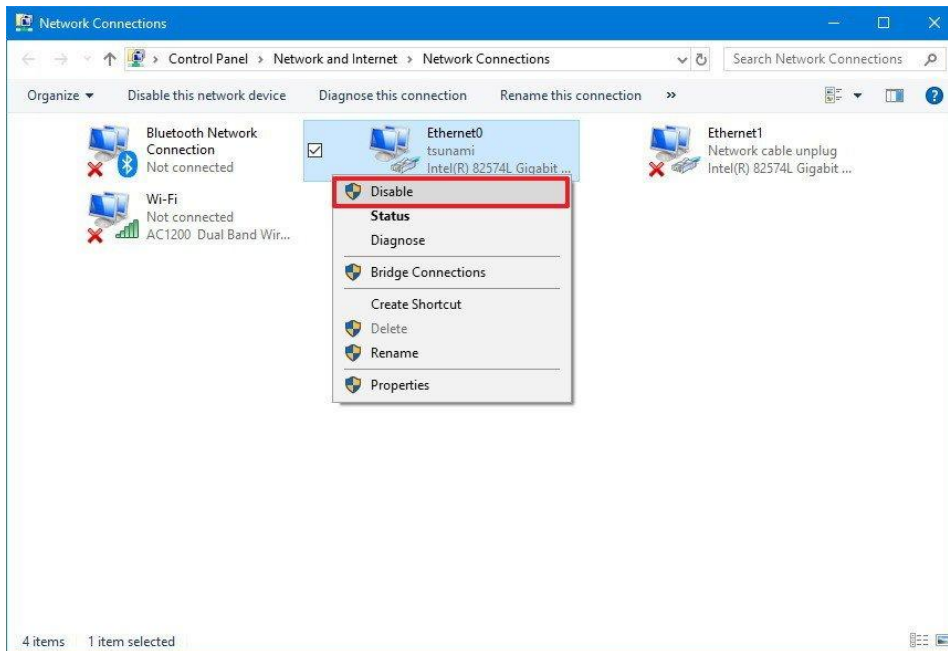 Network Connections
Control Panel > Network and Internet > Network Connections
Search Network Connections
Organize
Disable this network device
Diagnose this connection
Rename this connection
»
Bluetooth Network
Connection
Not connected
Ethernet0
tsunami
Intel(R) 82574L Gigabit ...
Ethernet1
Network cable unplug
Intel(R) 82574L Gigabit ...
Wi-Fi
Not connected
AC1200 Dual Band Wir...
Disable
Status
Diagnose
Bridge Connections
Create Shortcut
Delete
Rename
Properties
4 items
1 item selected